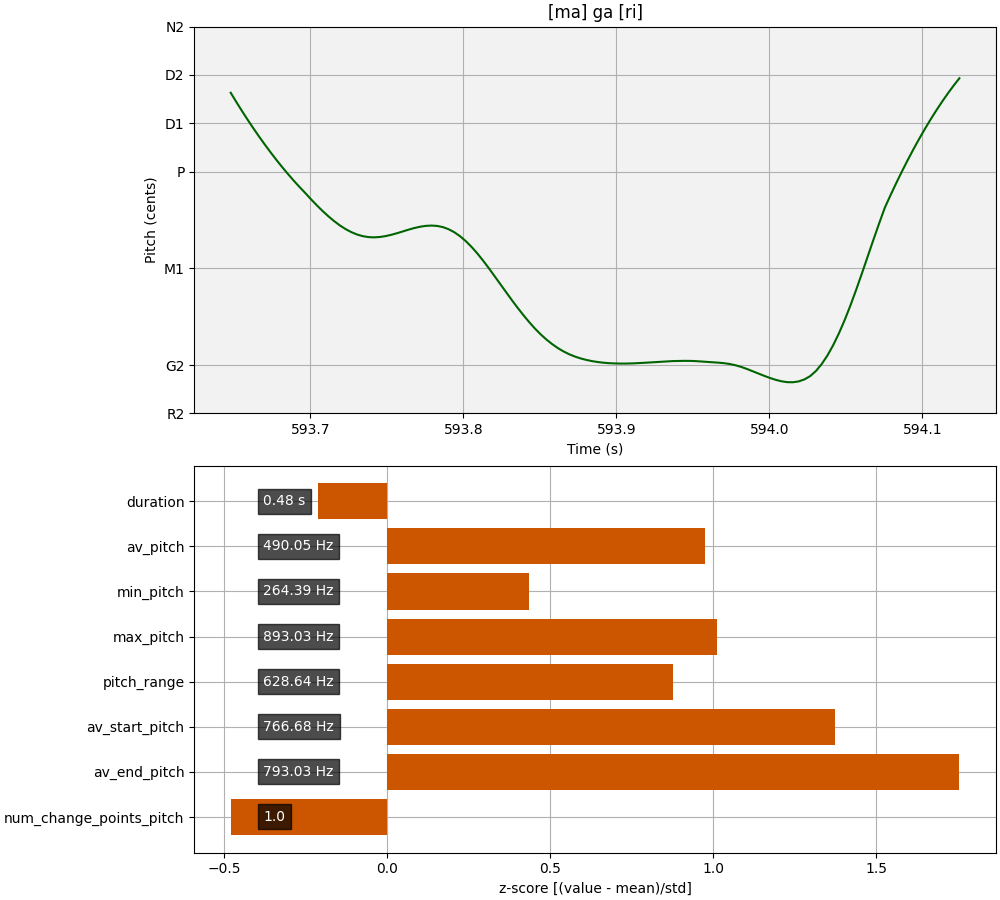 [ma] ga [ri]
N2
D2
D1
P
M1
G2
R2
Pitch (cents)
593.7 593.8 593.9 594.0 594.1
Time (s)
duration 0.48 s
av_pitch 490.05 Hz
min_pitch 264.39 Hz
max_pitch 893.03 Hz
pitch_range 628.64 Hz
av_start_pitch 766.68 Hz
av_end_pitch 793.03 Hz
num_change_points_pitch 1.0
−0.5 0.0 0.5 1.0 1.5
z-score [(value - mean)/std]